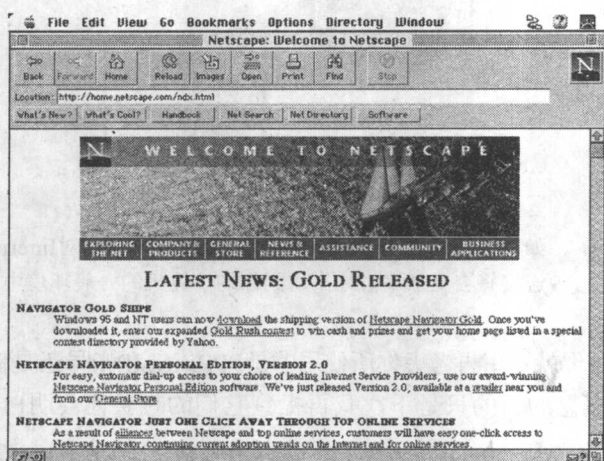 File Edit View Go Bookmarks Options Directory Window
Netscape: Welcome to Netscape
Back Forward Home Reload Images Open Print Find Stop
N
Location: http://home.netscape.com/ndx.html
What's New? What's Cool? Handbook Net Search Net Directory Software
N WELCOME TO NETSCAPE
EXPLORING THE NET COMPANY & PRODUCTS GENERAL STORE NEWS & REFERENCE ASSISTANCE COMMUNITY BUSINESS APPLICATIONS
LATEST NEWS: GOLD RELEASED
NAVIGATOR GOLD SHIPS
Windows 95 and NT users can now download the shipping version of Netscape Navigator Gold. Once you've
downloaded it, enter our expanded Gold Rush contest to win cash and prizes and get your home page listed in a special
contest directory provided by Yahoo.
NETSCAPE NAVIGATOR PERSONAL EDITION, VERSION 2.0
For easy, automatic dial-up access to your choice of leading Internet Service Providers, use our award-winning
Netscape Navigator Personal Edition software. We've just released Version 2.0, available at a retailer near you and
from our General Store.
NETSCAPE NAVIGATOR JUST ONE CLICK AWAY THROUGH TOP ONLINE SERVICES
As a result of alliances between Netscape and top online services, customers will have easy one-click access to
Netscape Navigator, continuing current adoption trends on the Internet and for online services.